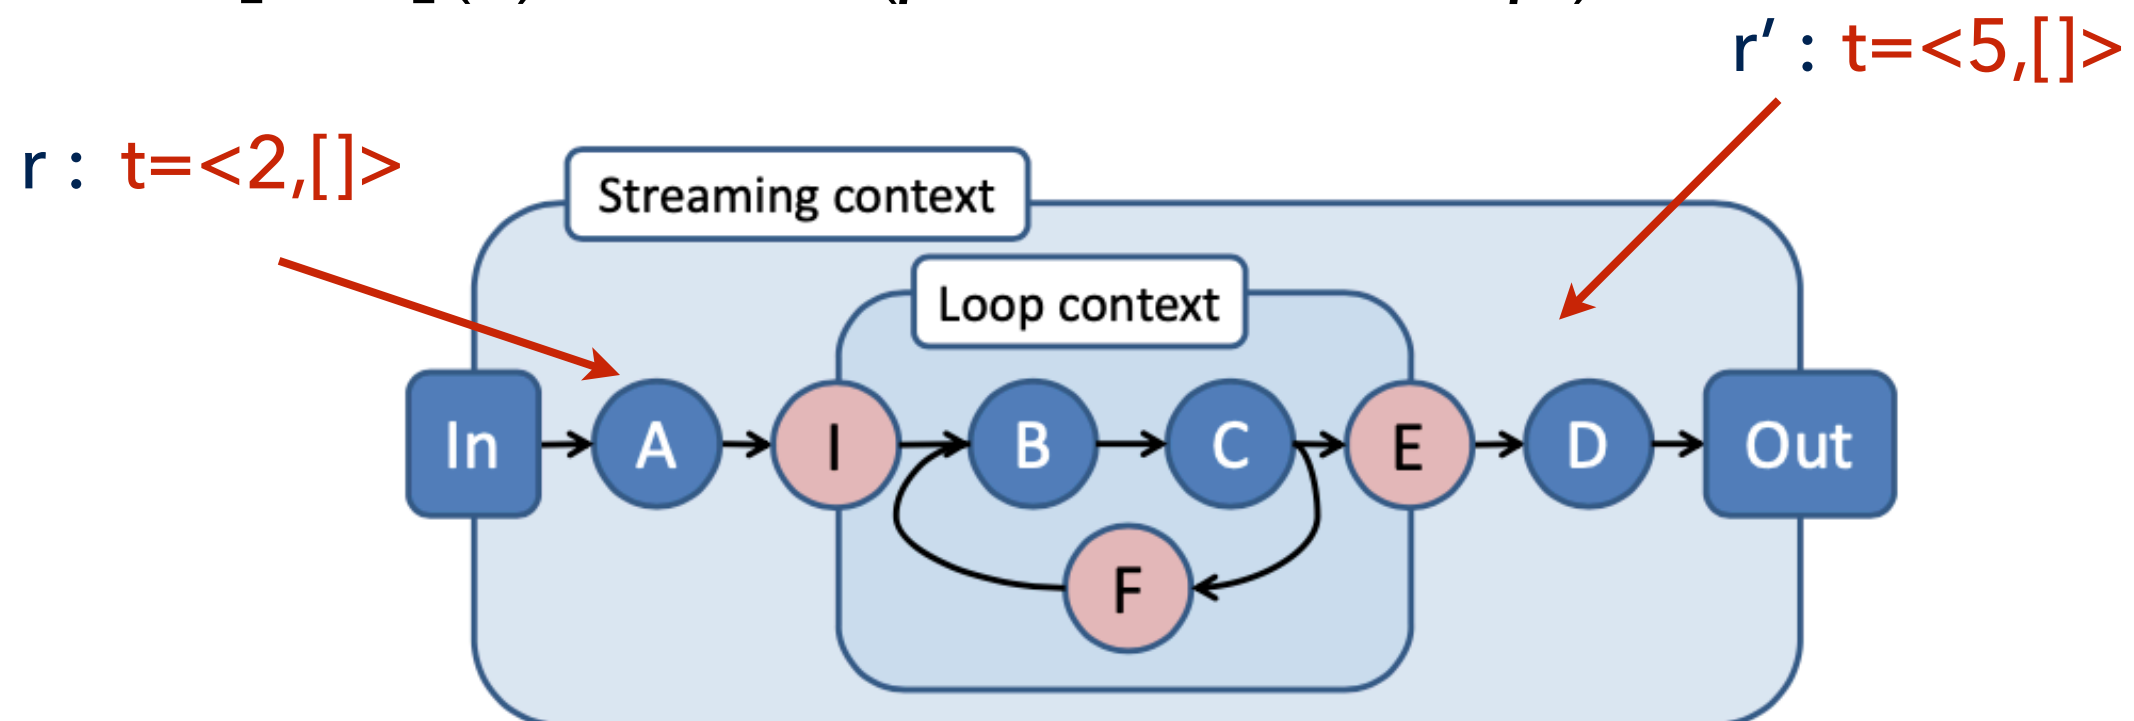 r’ : t=<5,[]>
r : t=<2,[]>
Streaming context
Loop context
In
A
I
B
C
E
D
Out
F